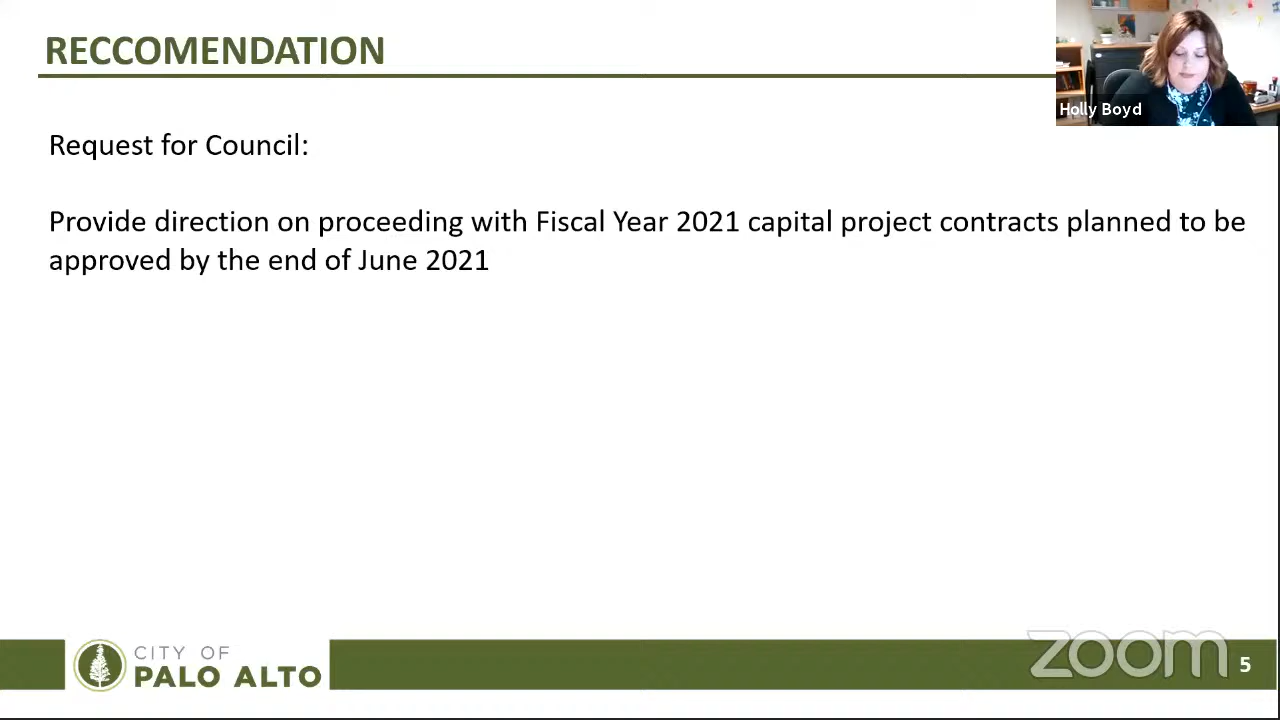 RECCOMENDATION
Holly Boyd
Request for Council:
Provide direction on proceeding with Fiscal Year 2021 capital project contracts planned to be
approved by the end of June 2021
CITY OF
PALO ALTO
zoom
5